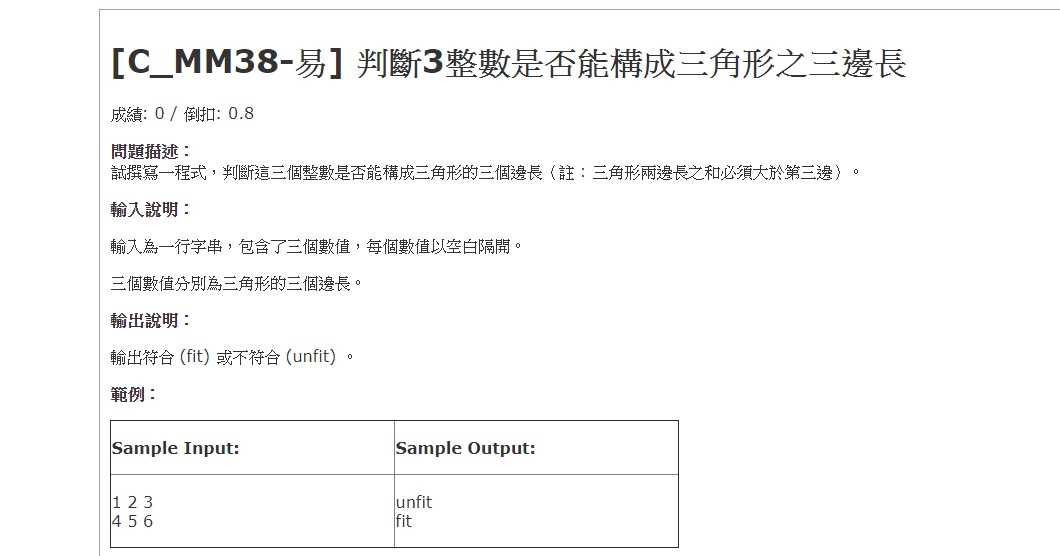 [C_MM38-易] 判斷3整數是否能構成三角形之三邊長
成績: 0 / 倒扣: 0.8
問題描述：
試撰寫一程式，判斷這三個整數是否能構成三角形的三個邊長（註：三角形兩邊長之和必須大於第三邊）。
輸入說明：
輸入為一行字串，包含了三個數值，每個數值以空白隔開。
三個數值分別為三角形的三個邊長。
輸出說明：
輸出符合 (fit) 或不符合 (unfit) 。
範例：
Sample Input: Sample Output:
1 2 3 unfit
4 5 6 fit